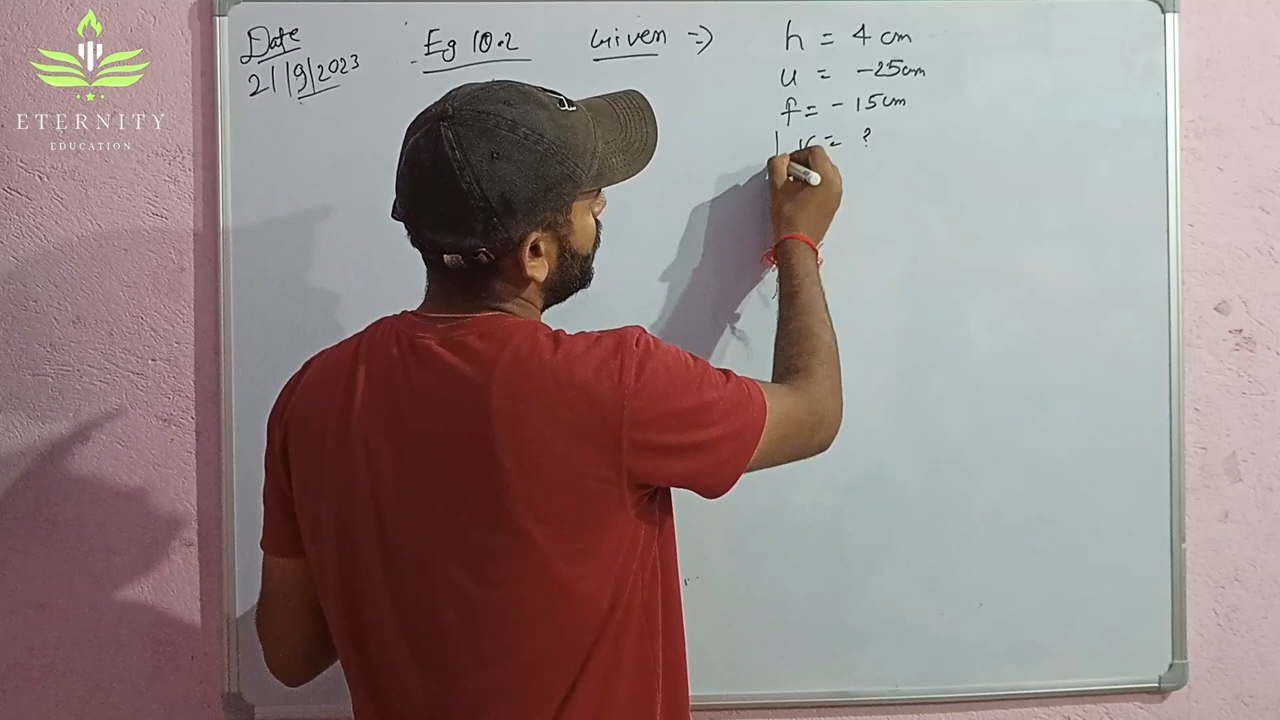 ETERNITY
EDUCATION
Date
21/9/2023
Eg 10.2
Given =>
h = 4 cm
u = -25cm
f = -15cm
v = ?